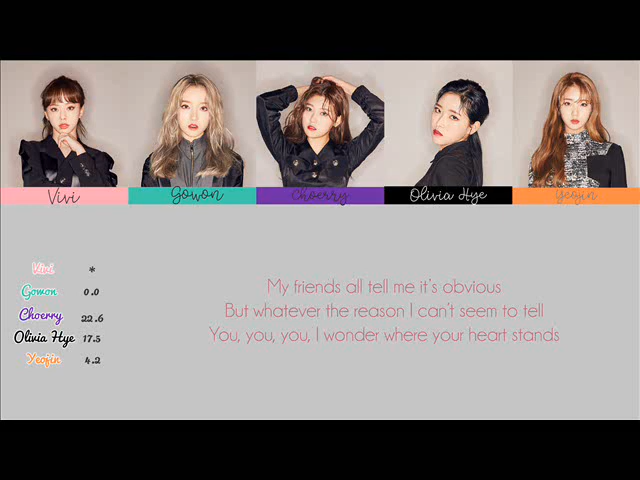 Vivi
Gowon
Choerry
Olivia Hye
Yeojin
Vivi *
Gowon 0.0
Choerry 22.6
Olivia Hye 17.5
Yeojin 4.2
My friends all tell me it's obvious
But whatever the reason I can't seem to tell
You, you, you, I wonder where your heart stands